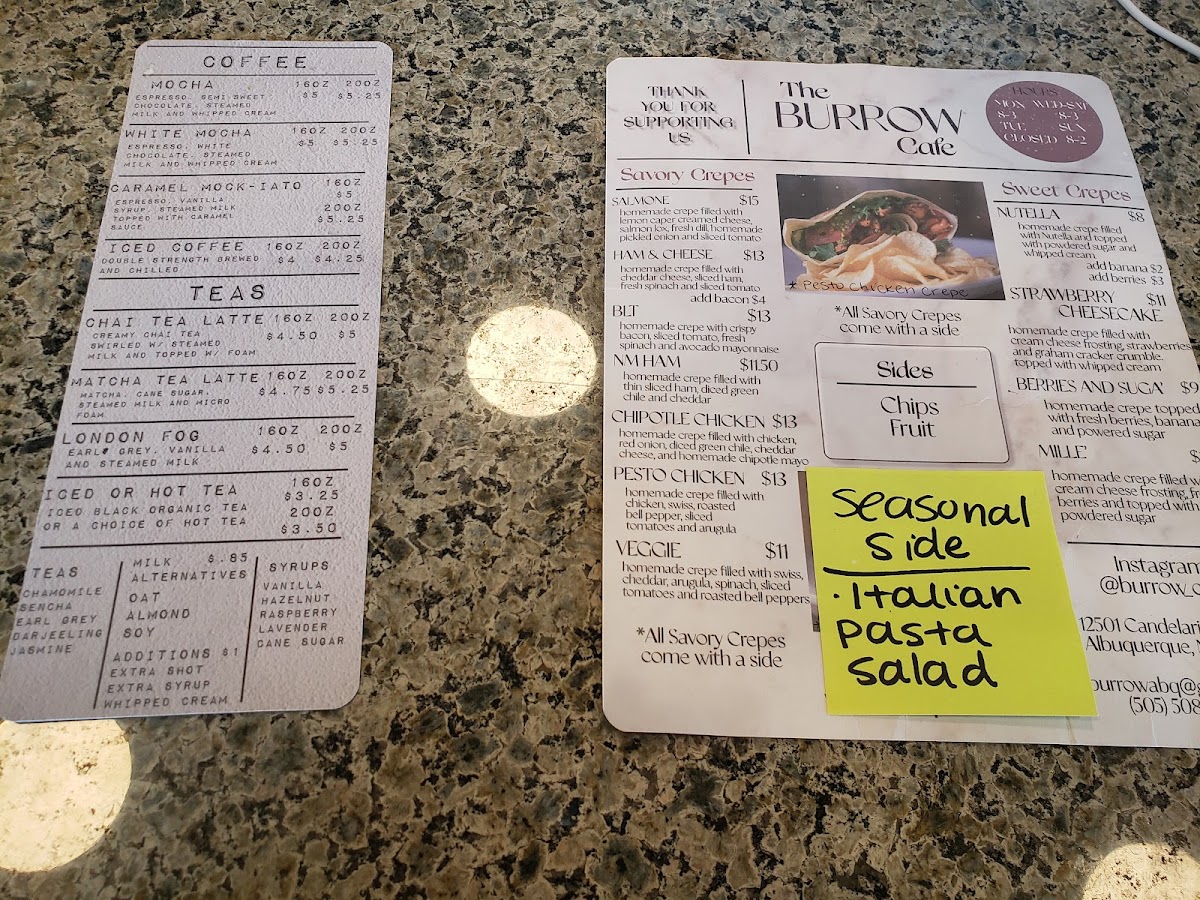 COFFEE
MOCHA 16OZ 20OZ
ESPRESSO, SEMI-SWEET $5 $5.25
CHOCOLATE, STEAMED
MILK AND WHIPPED CREAM
WHITE MOCHA 16OZ 20OZ
ESPRESSO, WHITE $5 $5.25
CHOCOLATE, STEAMED
MILK AND WHIPPED CREAM
CARAMEL MOCK-IATO 16OZ
ESPRESSO, VANILLA $5
SYRUP, STEAMED MILK 20OZ
TOPPED WITH CARAMEL $5.25
SAUCE
ICED COFFEE 16OZ 20OZ
DOUBLE STRENGTH BREWED $4 $4.25
AND CHILLED
TEAS
CHAI TEA LATTE 16OZ 20OZ
CREAMY CHAI TEA $4.50 $5
SWIRLED W/ STEAMED
MILK AND TOPPED W/ FOAM
MATCHA TEA LATTE 16OZ 20OZ
MATCHA, CANE SUGAR, $4.75 $5.25
STEAMED MILK AND MICRO
FOAM
LONDON FOG 16OZ 20OZ
EARL GREY, VANILLA $4.50 $5
AND STEAMED MILK
ICED OR HOT TEA 16OZ
$3.25
ICED BLACK ORGANIC TEA 20OZ
OR A CHOICE OF HOT TEA $3.50
TEAS
CHAMOMILE
SENCHA
EARL GREY
DARJEELING
JASMINE
MILK $.85
ALTERNATIVES
OAT
ALMOND
SOY
ADDITIONS $1
EXTRA SHOT
EXTRA SYRUP
WHIPPED CREAM
SYRUPS
VANILLA
HAZELNUT
RASPBERRY
LAVENDER
CANE SUGAR
THANK
YOU FOR
SUPPORTING
US
The
BURROW
Cafe
HOURS
MON WED-SAT
8-3 8-3
TUE SUN
CLOSED 8-2
Savory Crepes
SALMONE $15
homemade crepe filled with
lemon caper creamed cheese,
salmon lox, fresh dill, homemade
pickled onion and sliced tomato
HAM & CHEESE $13
homemade crepe filled with
cheddar cheese, sliced ham,
fresh spinach and sliced tomato
add bacon $4
BLT $13
homemade crepe with crispy
bacon, sliced tomato, fresh
spinach and avocado mayonnaise
NM HAM $11.50
homemade crepe filled with
thin sliced ham, diced green
chile and cheddar
CHIPOTLE CHICKEN $13
homemade crepe filled with chicken,
red onion, diced green chile, cheddar
cheese, and homemade chipotle mayo
PESTO CHICKEN $13
homemade crepe filled with
chicken, swiss, roasted
bell pepper, sliced
tomatoes and arugula
VEGGIE $11
homemade crepe filled with swiss,
cheddar, arugula, spinach, sliced
tomatoes and roasted bell peppers
*All Savory Crepes
come with a side
* Pesto Chicken Crepe
*All Savory Crepes
come with a side
Sides
Chips
Fruit
seasonal
side
· Italian
pasta
salad
Sweet Crepes
NUTELLA $8
homemade crepe filled
with Nutella and topped
with powdered sugar and
whipped cream
add banana $2
add berries $3
STRAWBERRY $11
CHEESECAKE
homemade crepe filled with
cream cheese frosting, strawberries
and graham cracker crumble.
topped with whipped cream
BERRIES AND SUGA' $9
homemade crepe topped
with fresh berries, banana
and powdered sugar
MILLE'
homemade crepe filled
cream cheese frosting,
berries and topped with
powdered sugar
Instagram
@burrow_
12501 Candelari
Albuquerque,
burrowabq@g
(505) 508